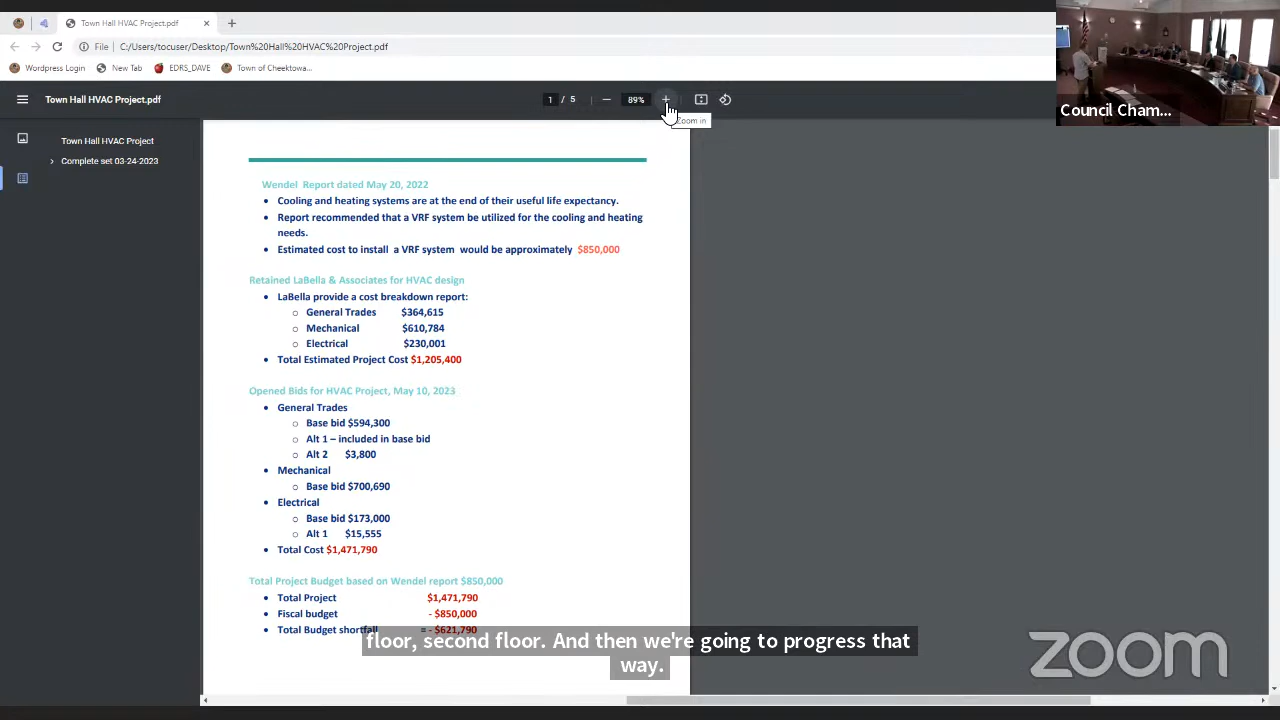 Town Hall HVAC Project.pdf
File
C:/Users/tocuser/Desktop/Town%20Hall%20HVAC%20Project.pdf
Wordpress Login
New Tab
EDRS_DAVE
Town of Cheektowa...
Town Hall HVAC Project.pdf
1 / 5
89%
Zoom in
Council Cham...
Town Hall HVAC Project
Complete set 03-24-2023
Wendel Report dated May 20, 2022
Cooling and heating systems are at the end of their useful life expectancy.
Report recommended that a VRF system be utilized for the cooling and heating
needs.
Estimated cost to install a VRF system would be approximately $850,000
Retained LaBella & Associates for HVAC design
LaBella provide a cost breakdown report:
General Trades $364,615
Mechanical $610,784
Electrical $230,001
Total Estimated Project Cost $1,205,400
Opened Bids for HVAC Project, May 10, 2023
General Trades
Base bid $594,300
Alt 1 – included in base bid
Alt 2 $3,800
Mechanical
Base bid $700,690
Electrical
Base bid $173,000
Alt 1 $15,555
Total Cost $1,471,790
Total Project Budget based on Wendel report $850,000
Total Project $1,471,790
Fiscal budget - $850,000
Total Budget shortfall = - $621,790
floor, second floor. And then we're going to progress that
way.
zoom